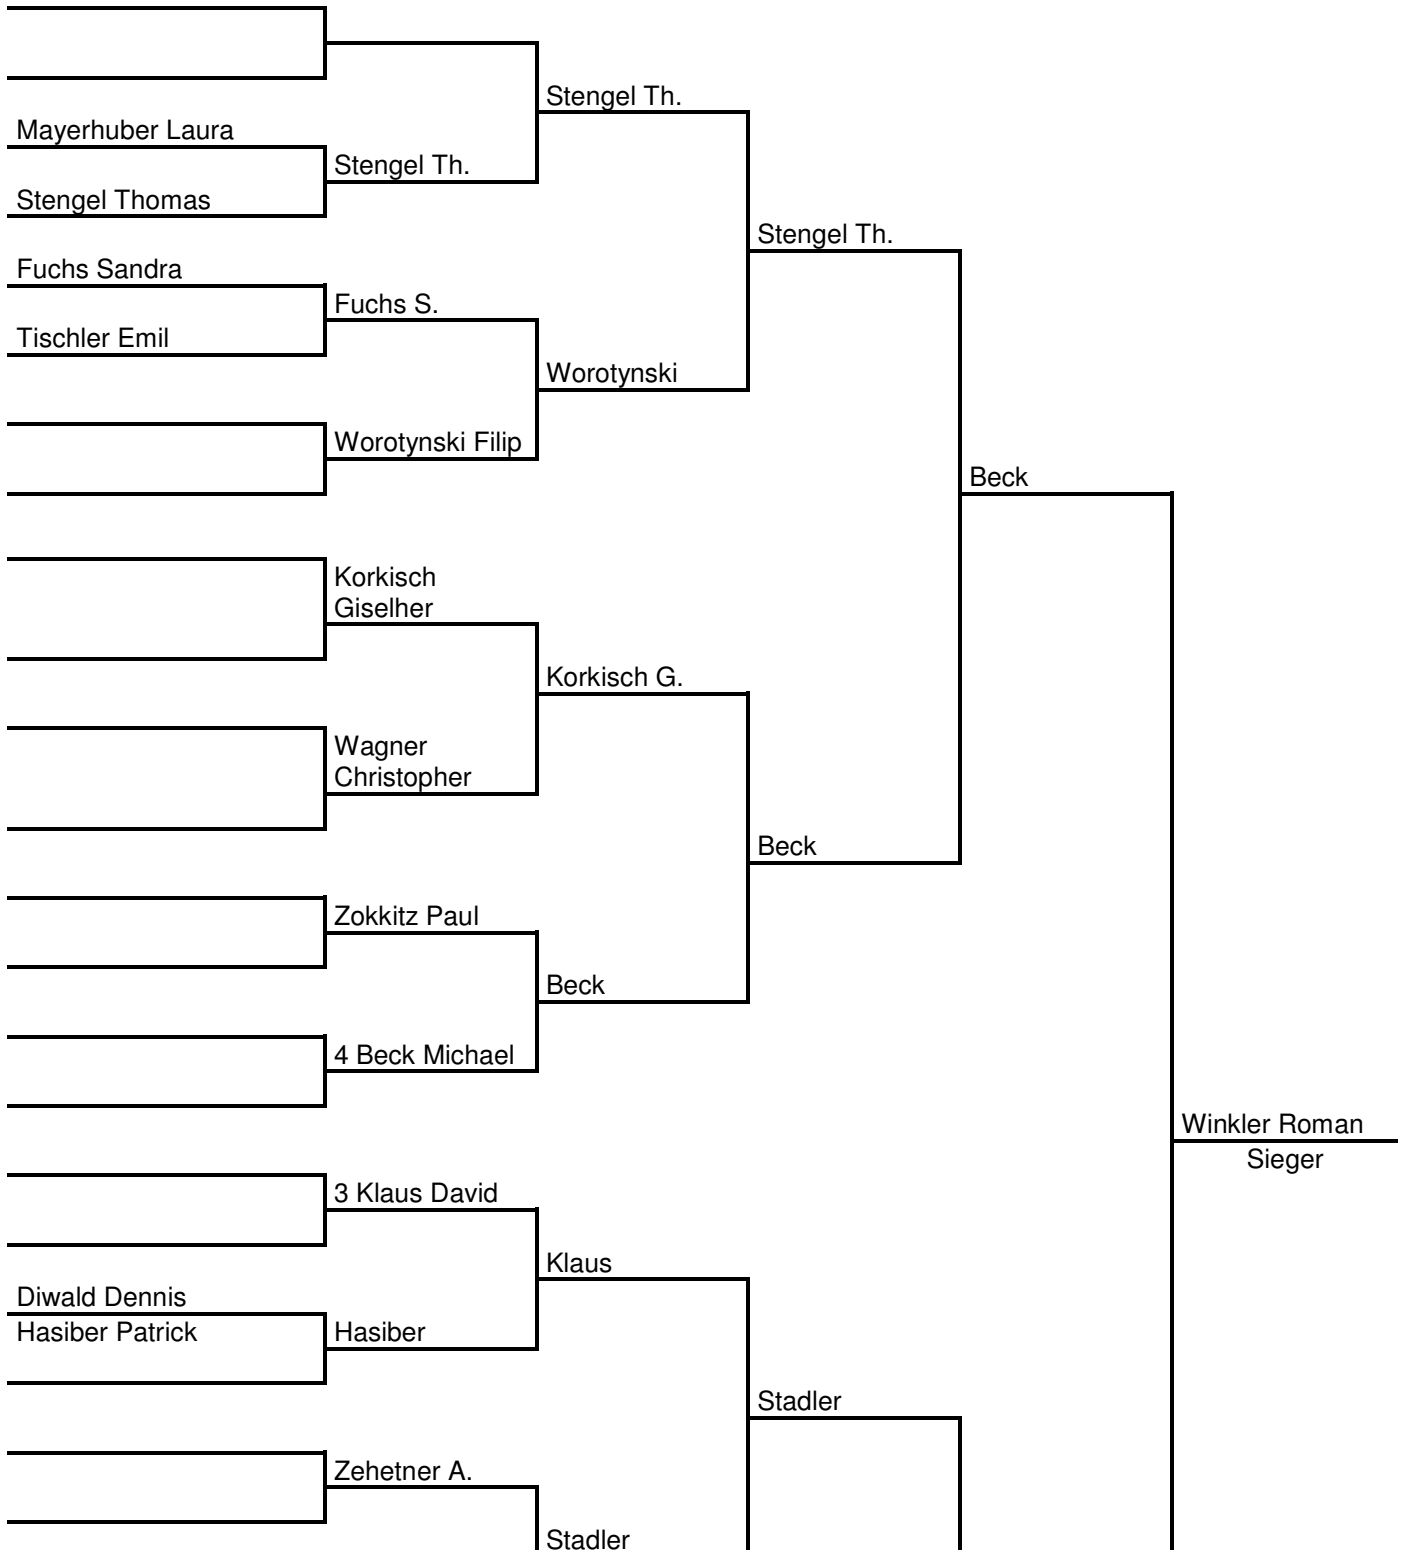 Stengel Th.
Mayerhuber Laura
Stengel Th.
Stengel Thomas
Stengel Th.
Fuchs Sandra
Fuchs S.
Tischler Emil
Worotynski
Worotynski Filip
Beck
Korkisch
Giselher
Korkisch G.
Wagner
Christopher
Beck
Zokkitz Paul
Beck
4 Beck Michael
Winkler Roman
Sieger
3 Klaus David
Klaus
Diwald Dennis
Hasiber Patrick
Hasiber
Stadler
Zehetner A.
Stadler